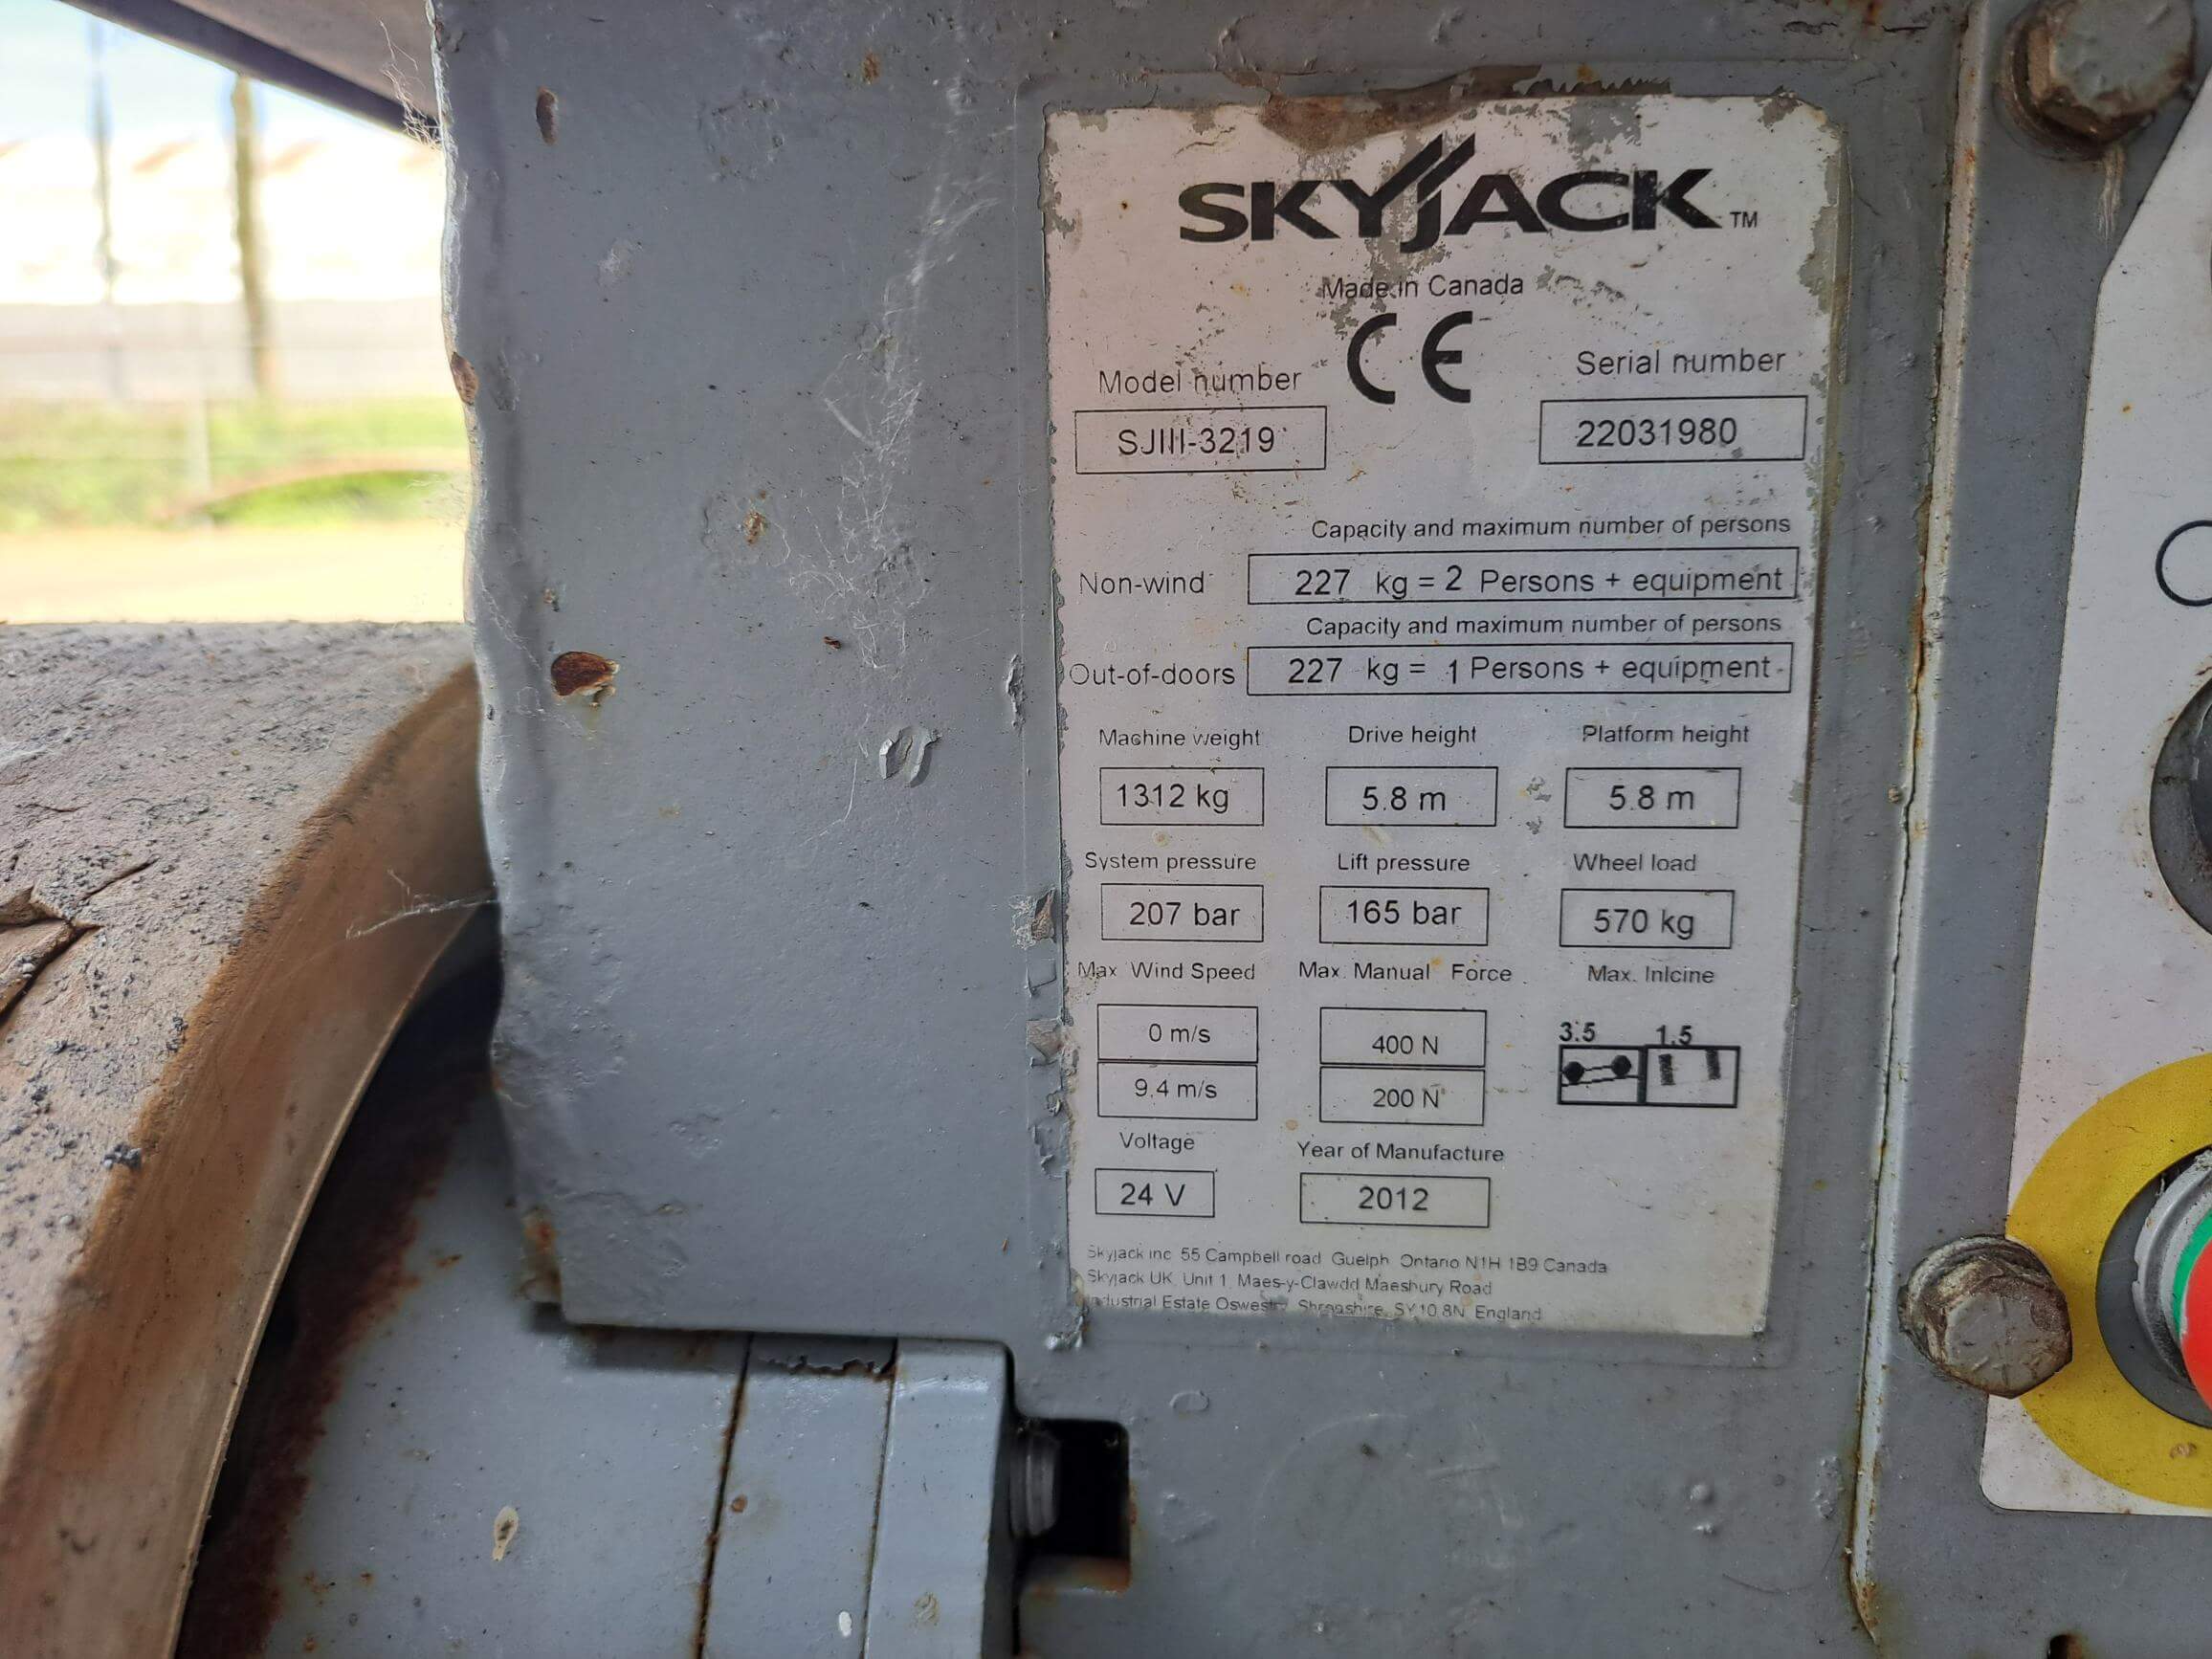 SKYJACK TM
Made in Canada
CE
Model number
Serial number
SJIII-3219
22031980
Capacity and maximum number of persons
Non-wind
227 kg = 2 Persons + equipment
Capacity and maximum number of persons
Out-of-doors
227 kg = 1 Persons + equipment
Machine weight Drive height Platform height
1312 kg 5.8 m 5.8 m
System pressure Lift pressure Wheel load
207 bar 165 bar 570 kg
Max Wind Speed Max. Manual Force Max. Inlcine
0 m/s 400 N 3.5 1.5
9.4 m/s 200 N
Voltage Year of Manufacture
24 V 2012
Skyjack inc 55 Campbell road Guelph Ontario N1H 1B9 Canada
Skyjack UK, Unit 1, Maes-y-Clawdd Maesbury Road
Industrial Estate Oswestry, Shropshire, SY10 8N England